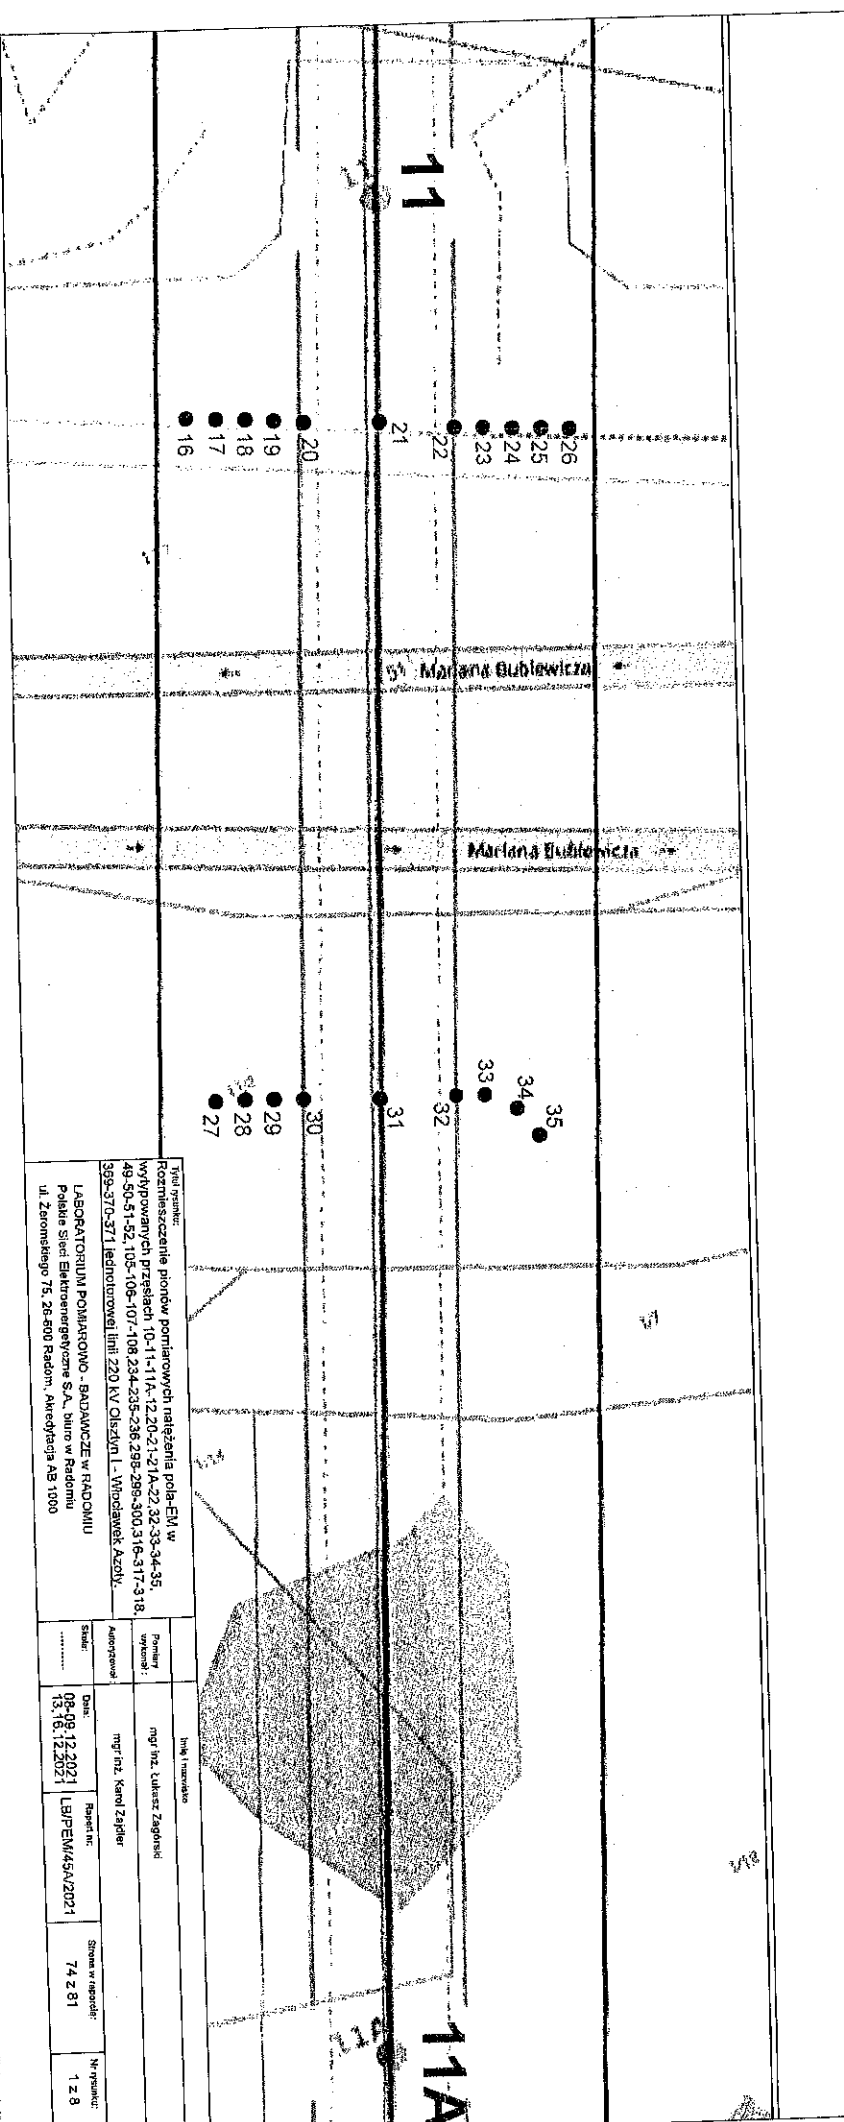 11
16
17
18
19
20
21
22
23
24
25
26
Mariana Bublewicza
Mariana Bublewicza
27
28
29
30
31
32
33
34
35
11A
11A
Tytuł rysunku:
Rozmieszczenie pionów pomiarowych natężenia pola-EM w
wytypowanych przęsłach 10-11-11A-12,20-21-21A-22,32-33-34-35,
49-50-51-52,105-106-107-108,234-235-236,298-299-300,316-317-318,
369-370-371 jednotorowej linii 220 kV Olsztyn I - Włocławek Azoty.
LABORATORIUM POMIAROWO - BADAWCZE w RADOMIU
Polskie Sieci Elektroenergetyczne S.A., biuro w Radomiu
ul. Żeromskiego 75, 26-600 Radom, Akredytacja AB 1000
Imię i nazwisko
Pomiary
wykonał:
mgr inż. Łukasz Zagórski
Autoryzował:
mgr inż. Karol Zajdler
Skala:
..........
Data:
08-09.12.2021
13,16.12.2021
Raport nr:
LB/PEM/45A/2021
Strona w raporcie:
74 z 81
Nr rysunku:
1 z 8